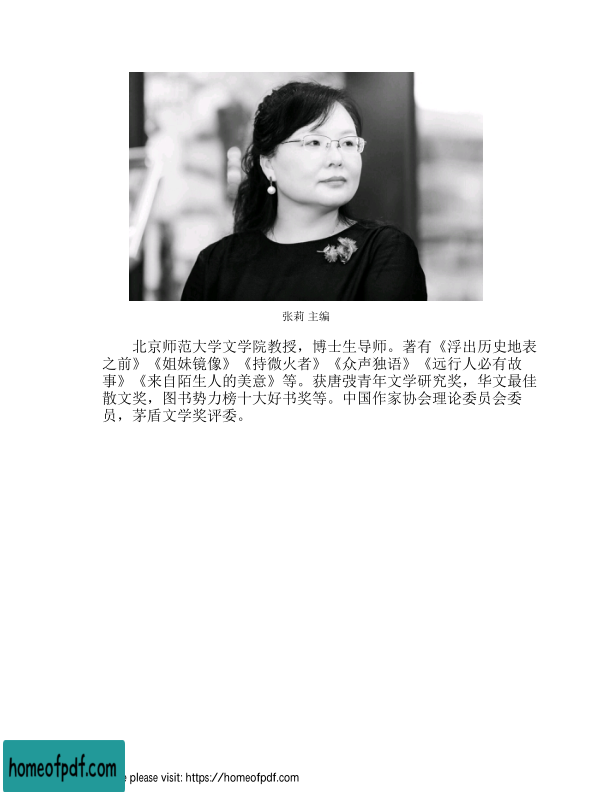 张莉 主编
北京师范大学文学院教授，博士生导师。著有《浮出历史地表
之前》《姐妹镜像》《持微火者》《众声独语》《远行人必有故
事》《来自陌生人的美意》等。获唐弢青年文学研究奖，华文最佳
散文奖，图书势力榜十大好书奖等。中国作家协会理论委员会委
员，茅盾文学奖评委。
homeofpdf.com
please visit: https://homeofpdf.com